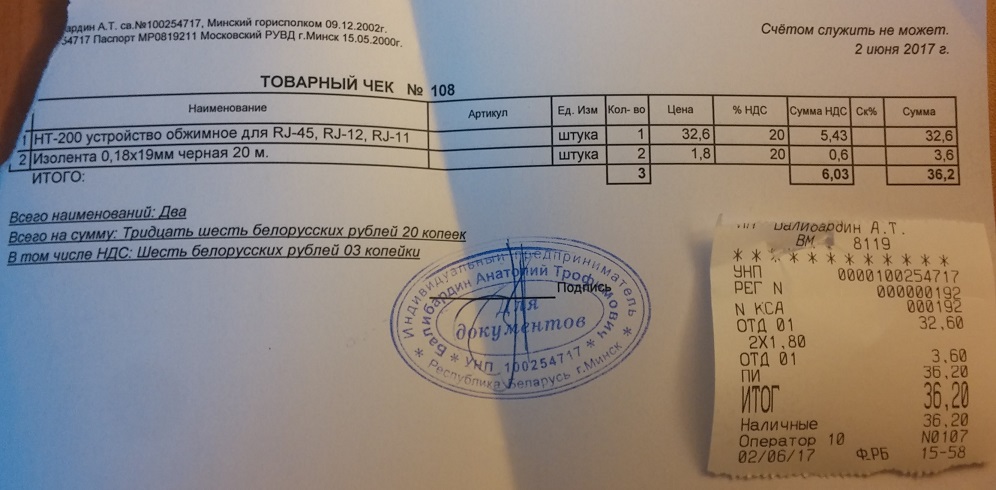 ардин А.Т. св.№100254717, Минский горисполком 09.12.2002г.
54717 Паспорт МР0819211 Московский РУВД г.Минск 15.05.2000г.
Счётом служить не может.
2 июня 2017 г.
ТОВАРНЫЙ ЧЕК № 108
Наименование Артикул Ед. Изм Кол- во Цена % НДС Сумма НДС Ск% Сумма
1 НТ-200 устройство обжимное для RJ-45, RJ-12, RJ-11 штука 1 32,6 20 5,43 32,6
2 Изолента 0,18х19мм черная 20 м. штука 2 1,8 20 0,6 3,6
ИТОГО: 3 6,03 36,2
Всего наименований: Два
Всего на сумму: Тридцать шесть белорусских рублей 20 копеек
В том числе НДС: Шесть белорусских рублей 03 копейки
Подпись
Индивидуальный предприниматель
Балибардин Анатолий Трофимович
для
документов
* УНП 100254717 *
* Республика Беларусь г.Минск *
ИП Балибардин А.Т.
ВМ. 8119
* * * * * * * * * * *
УНП 0000100254717
РЕГ N 000000192
N КСА 000192
ОТД 01 32,60
2X1,80
ОТД 01 3,60
ПИ 36,20
ИТОГ 36,20
Наличные 36,20
Оператор 10 N0107
02/06/17 Ф.РБ 15-58